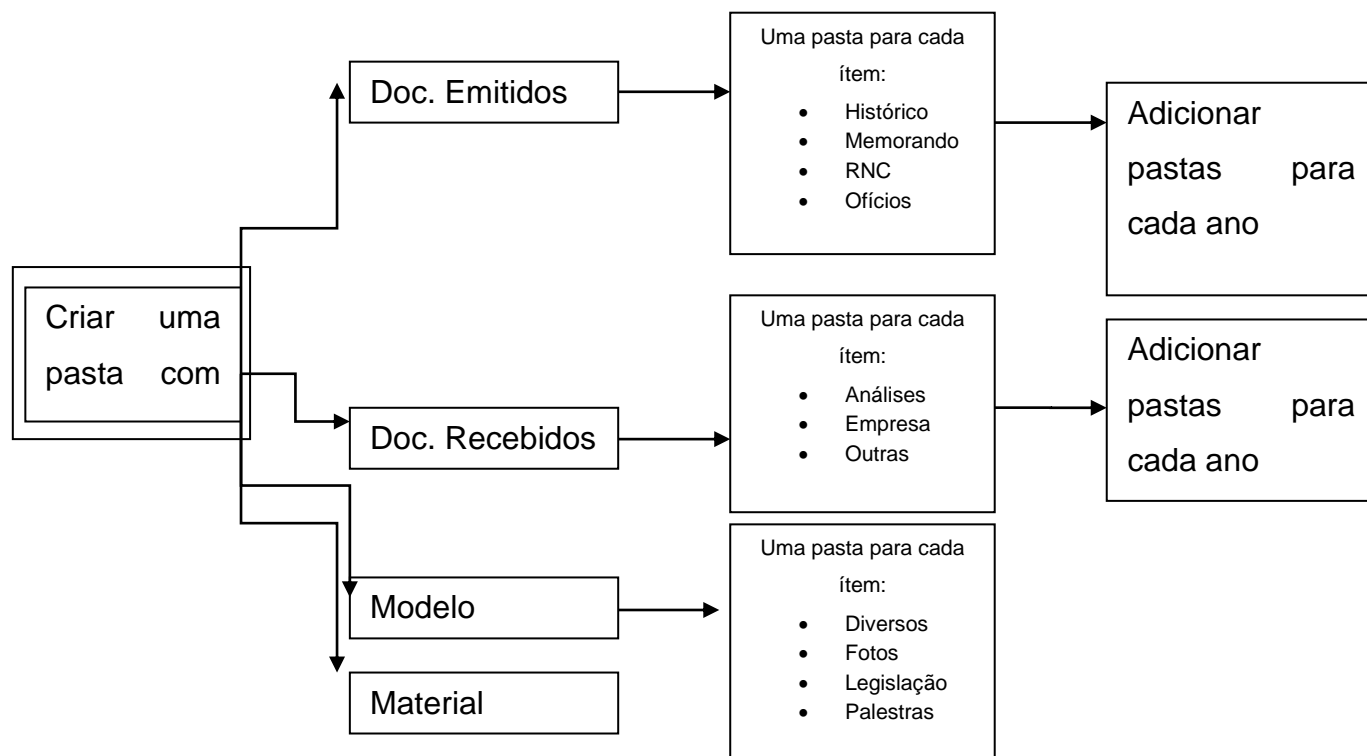 Criar uma
pasta com
Doc. Emitidos
Uma pasta para cada
ítem:
• Histórico
• Memorando
• RNC
• Ofícios
Adicionar
pastas para
cada ano
Doc. Recebidos
Uma pasta para cada
ítem:
• Análises
• Empresa
• Outras
Adicionar
pastas para
cada ano
Modelo
Uma pasta para cada
ítem:
• Diversos
• Fotos
• Legislação
• Palestras
Material